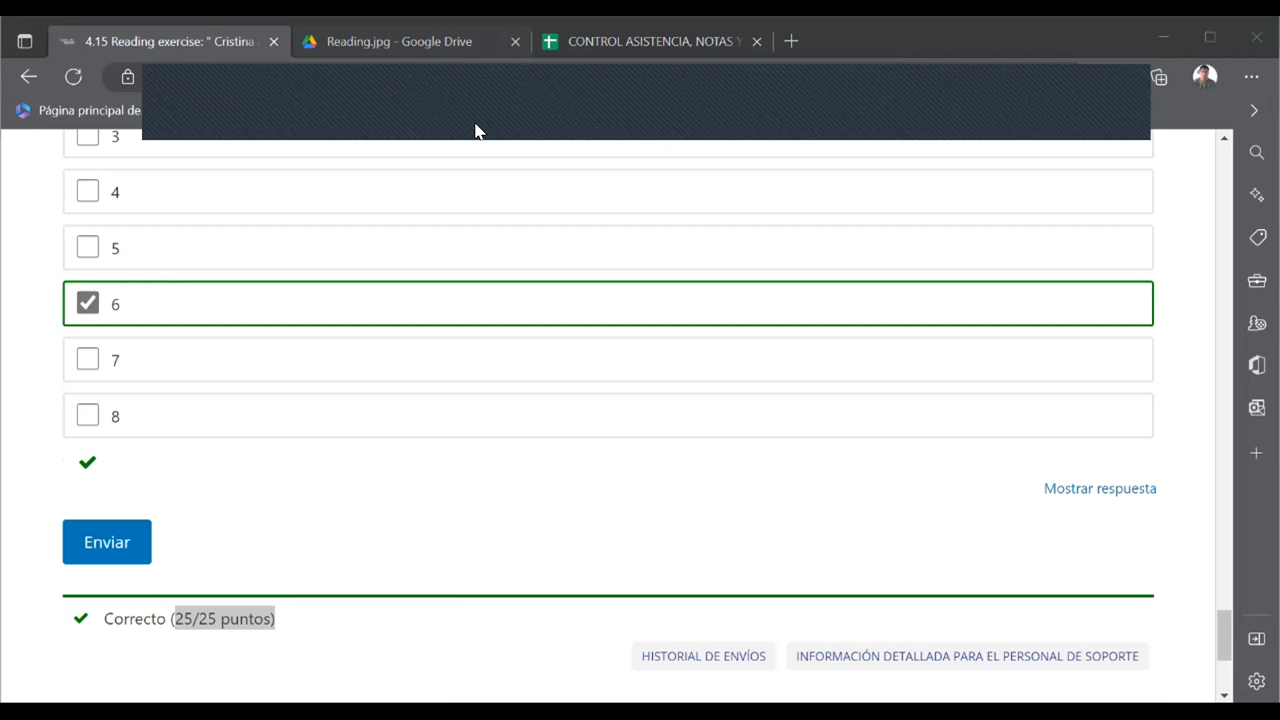 4.15 Reading exercise: " Cristina
Reading.jpg - Google Drive
CONTROL ASISTENCIA, NOTAS Y
Página principal de
3
4
5
6
7
8
Mostrar respuesta
Enviar
Correcto (25/25 puntos)
HISTORIAL DE ENVÍOS
INFORMACIÓN DETALLADA PARA EL PERSONAL DE SOPORTE